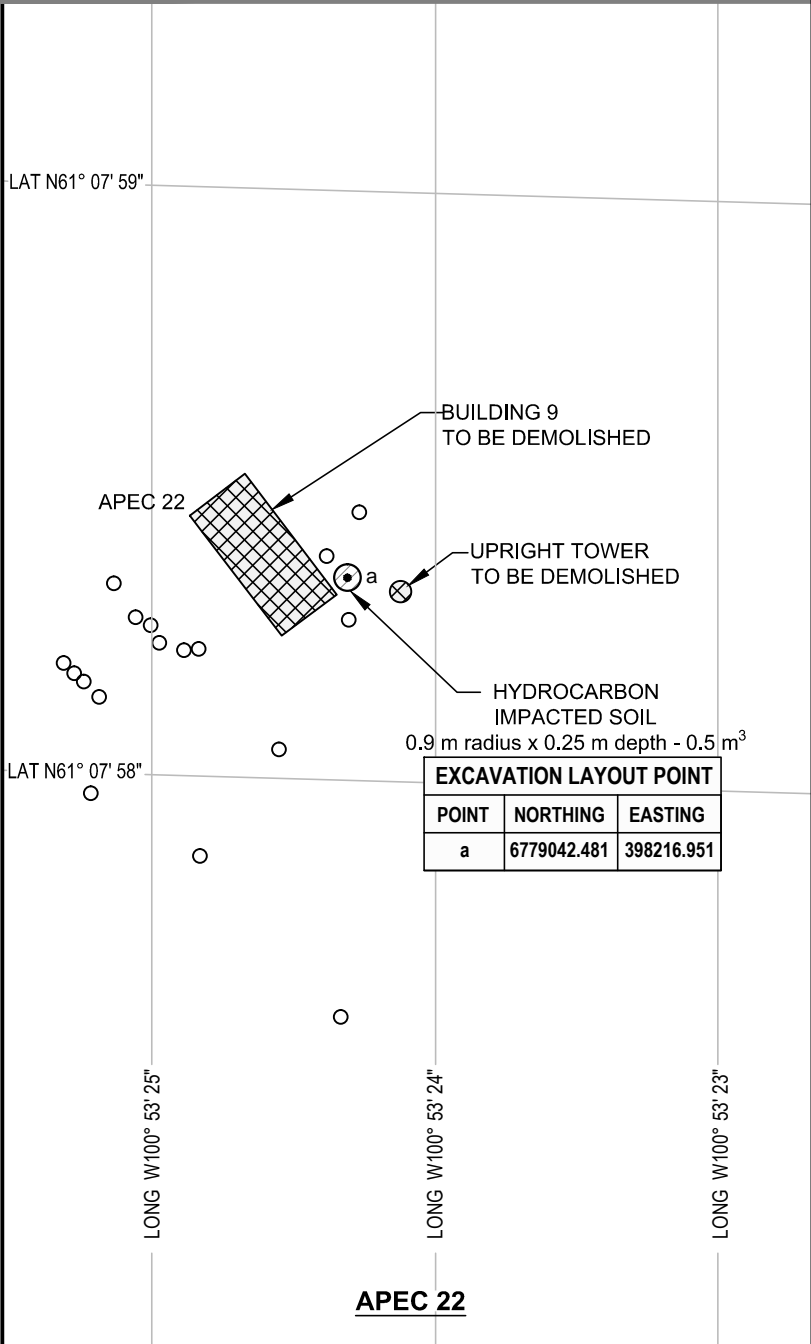 LAT N61° 07' 59"
BUILDING 9
TO BE DEMOLISHED
APEC 22
UPRIGHT TOWER
TO BE DEMOLISHED
a
HYDROCARBON
IMPACTED SOIL
0.9 m radius x 0.25 m depth - 0.5 m³
LAT N61° 07' 58"
EXCAVATION LAYOUT POINT
POINT NORTHING EASTING
a 6779042.481 398216.951
LONG W100° 53' 25"
LONG W100° 53' 24"
LONG W100° 53' 23"
APEC 22